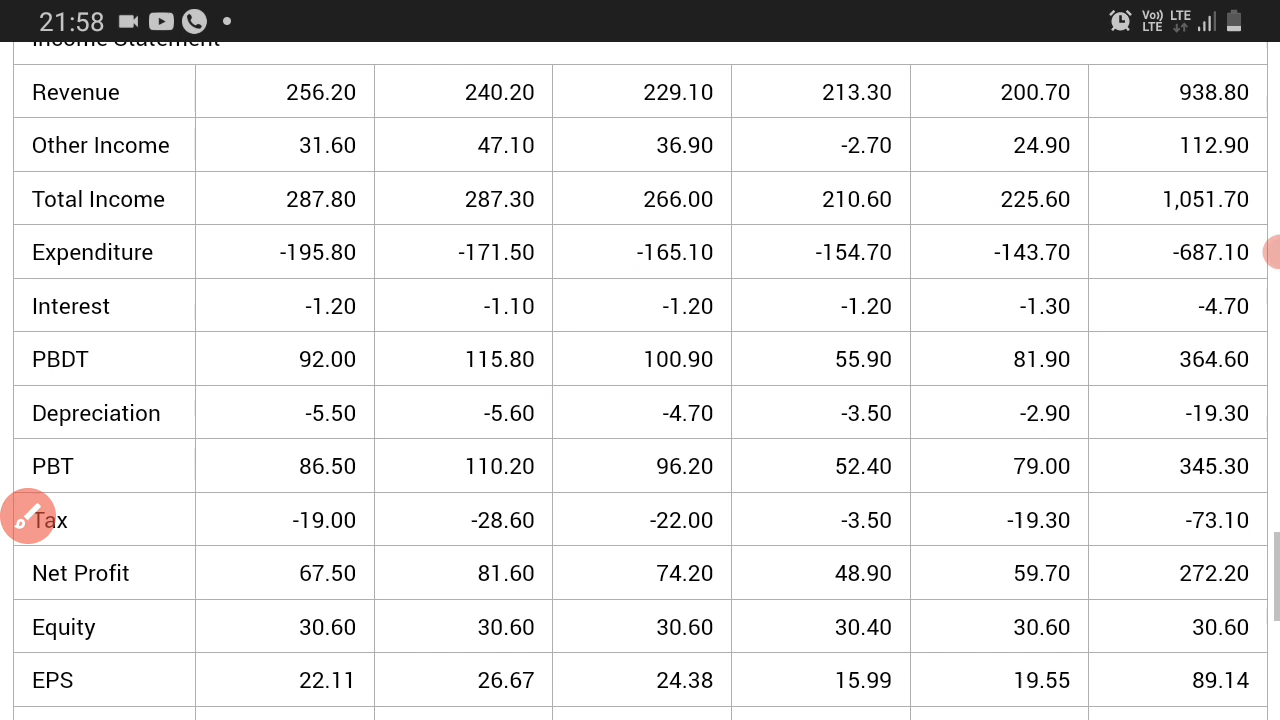 21:58 Vo)) LTE LTE
Income Statement
Revenue 256.20 240.20 229.10 213.30 200.70 938.80
Other Income 31.60 47.10 36.90 -2.70 24.90 112.90
Total Income 287.80 287.30 266.00 210.60 225.60 1,051.70
Expenditure -195.80 -171.50 -165.10 -154.70 -143.70 -687.10
Interest -1.20 -1.10 -1.20 -1.20 -1.30 -4.70
PBDT 92.00 115.80 100.90 55.90 81.90 364.60
Depreciation -5.50 -5.60 -4.70 -3.50 -2.90 -19.30
PBT 86.50 110.20 96.20 52.40 79.00 345.30
Tax -19.00 -28.60 -22.00 -3.50 -19.30 -73.10
Net Profit 67.50 81.60 74.20 48.90 59.70 272.20
Equity 30.60 30.60 30.60 30.40 30.60 30.60
EPS 22.11 26.67 24.38 15.99 19.55 89.14